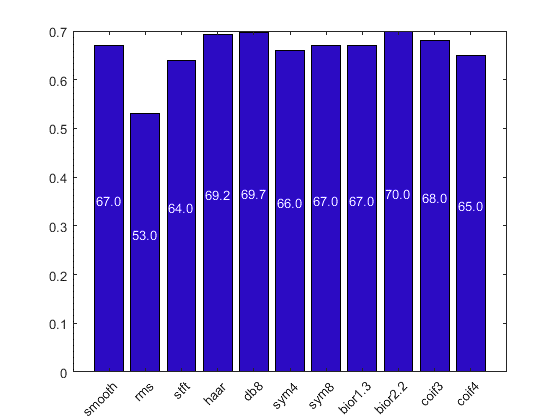 0.7
0.6
0.5
0.4
0.3
0.2
0.1
0
67.0
53.0
64.0
69.2
69.7
66.0
67.0
67.0
70.0
68.0
65.0
smooth
rms
stft
haar
db8
sym4
sym8
bior1.3
bior2.2
coif3
coif4